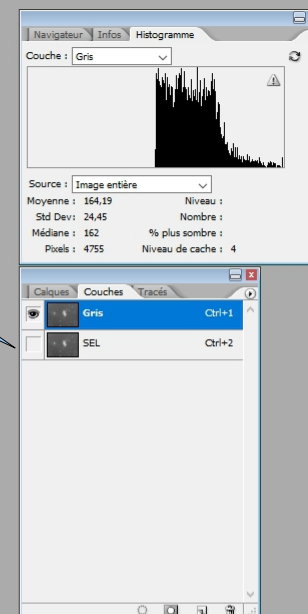 Navigateur Infos Histogramme
Couche : Gris
Source : Image entière
Moyenne : 164,19 Niveau :
Std Dev: 24,45 Nombre :
Médiane : 162 % plus sombre :
Pixels : 4755 Niveau de cache : 4
Calques Couches Tracés
Gris Ctrl+1
SEL Ctrl+2